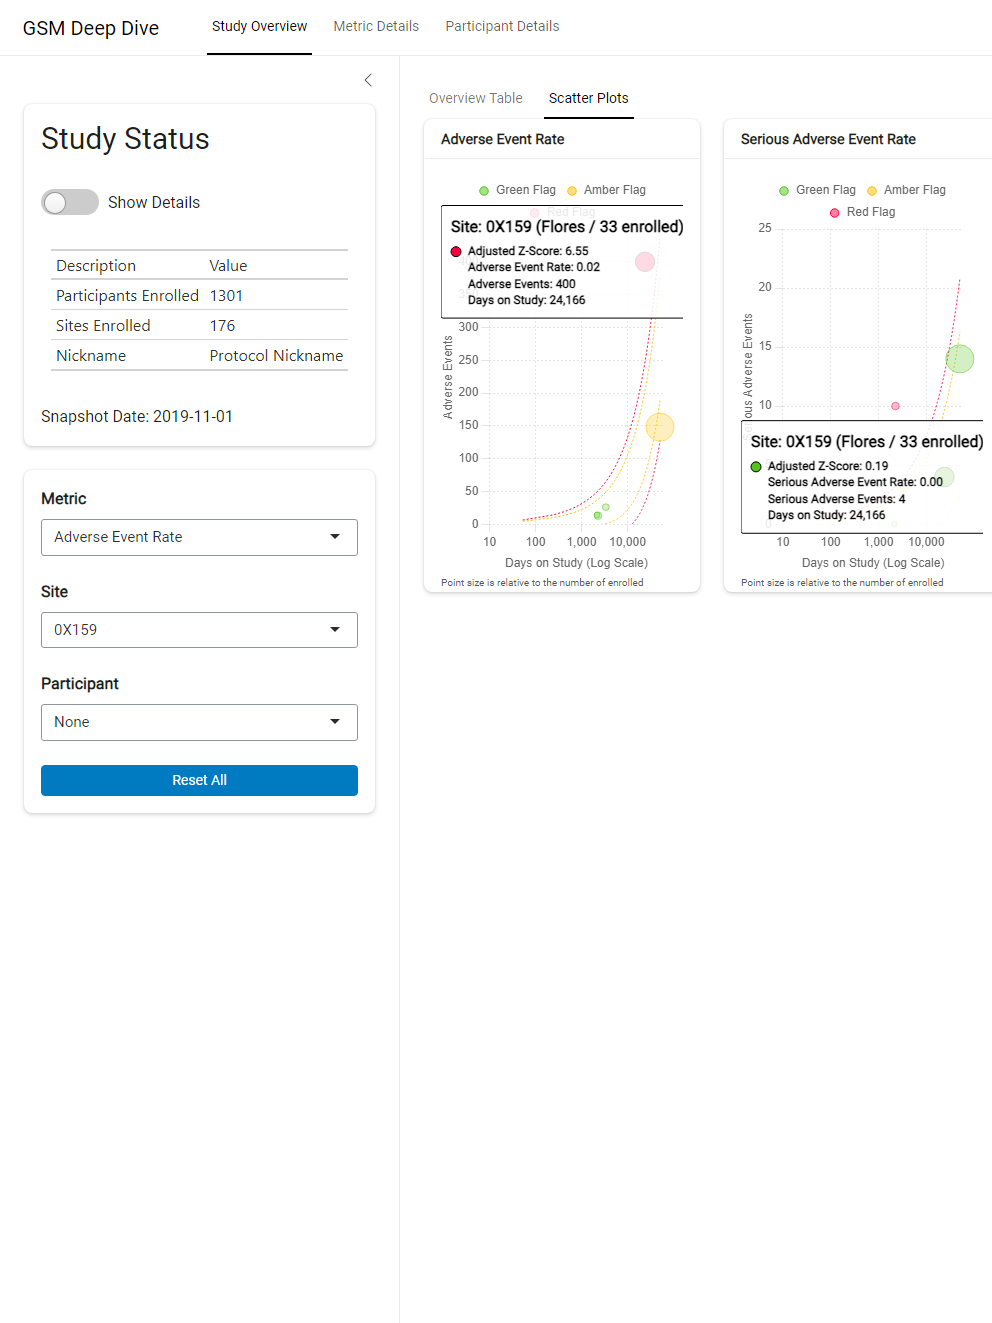 GSM Deep Dive
Study Overview
Metric Details
Participant Details
Study Status
Show Details
Description Value
Participants Enrolled 1301
Sites Enrolled 176
Nickname Protocol Nickname
Snapshot Date: 2019-11-01
Metric
Adverse Event Rate
Site
0X159
Participant
None
Reset All
Overview Table
Scatter Plots
Adverse Event Rate
Green Flag
Amber Flag
Red Flag
Site: 0X159 (Flores / 33 enrolled)
Adjusted Z-Score: 6.55
Adverse Event Rate: 0.02
Adverse Events: 400
Days on Study: 24,166
Adverse Events
300
250
200
150
100
50
0
10 100 1,000 10,000
Days on Study (Log Scale)
Point size is relative to the number of enrolled
Serious Adverse Event Rate
Green Flag
Amber Flag
Red Flag
25
20
15
10
Adverse Events
Site: 0X159 (Flores / 33 enrolled)
Adjusted Z-Score: 0.19
Serious Adverse Event Rate: 0.00
Serious Adverse Events: 4
Days on Study: 24,166
10 100 1,000 10,000
Days on Study (Log Scale)
Point size is relative to the number of enrolled